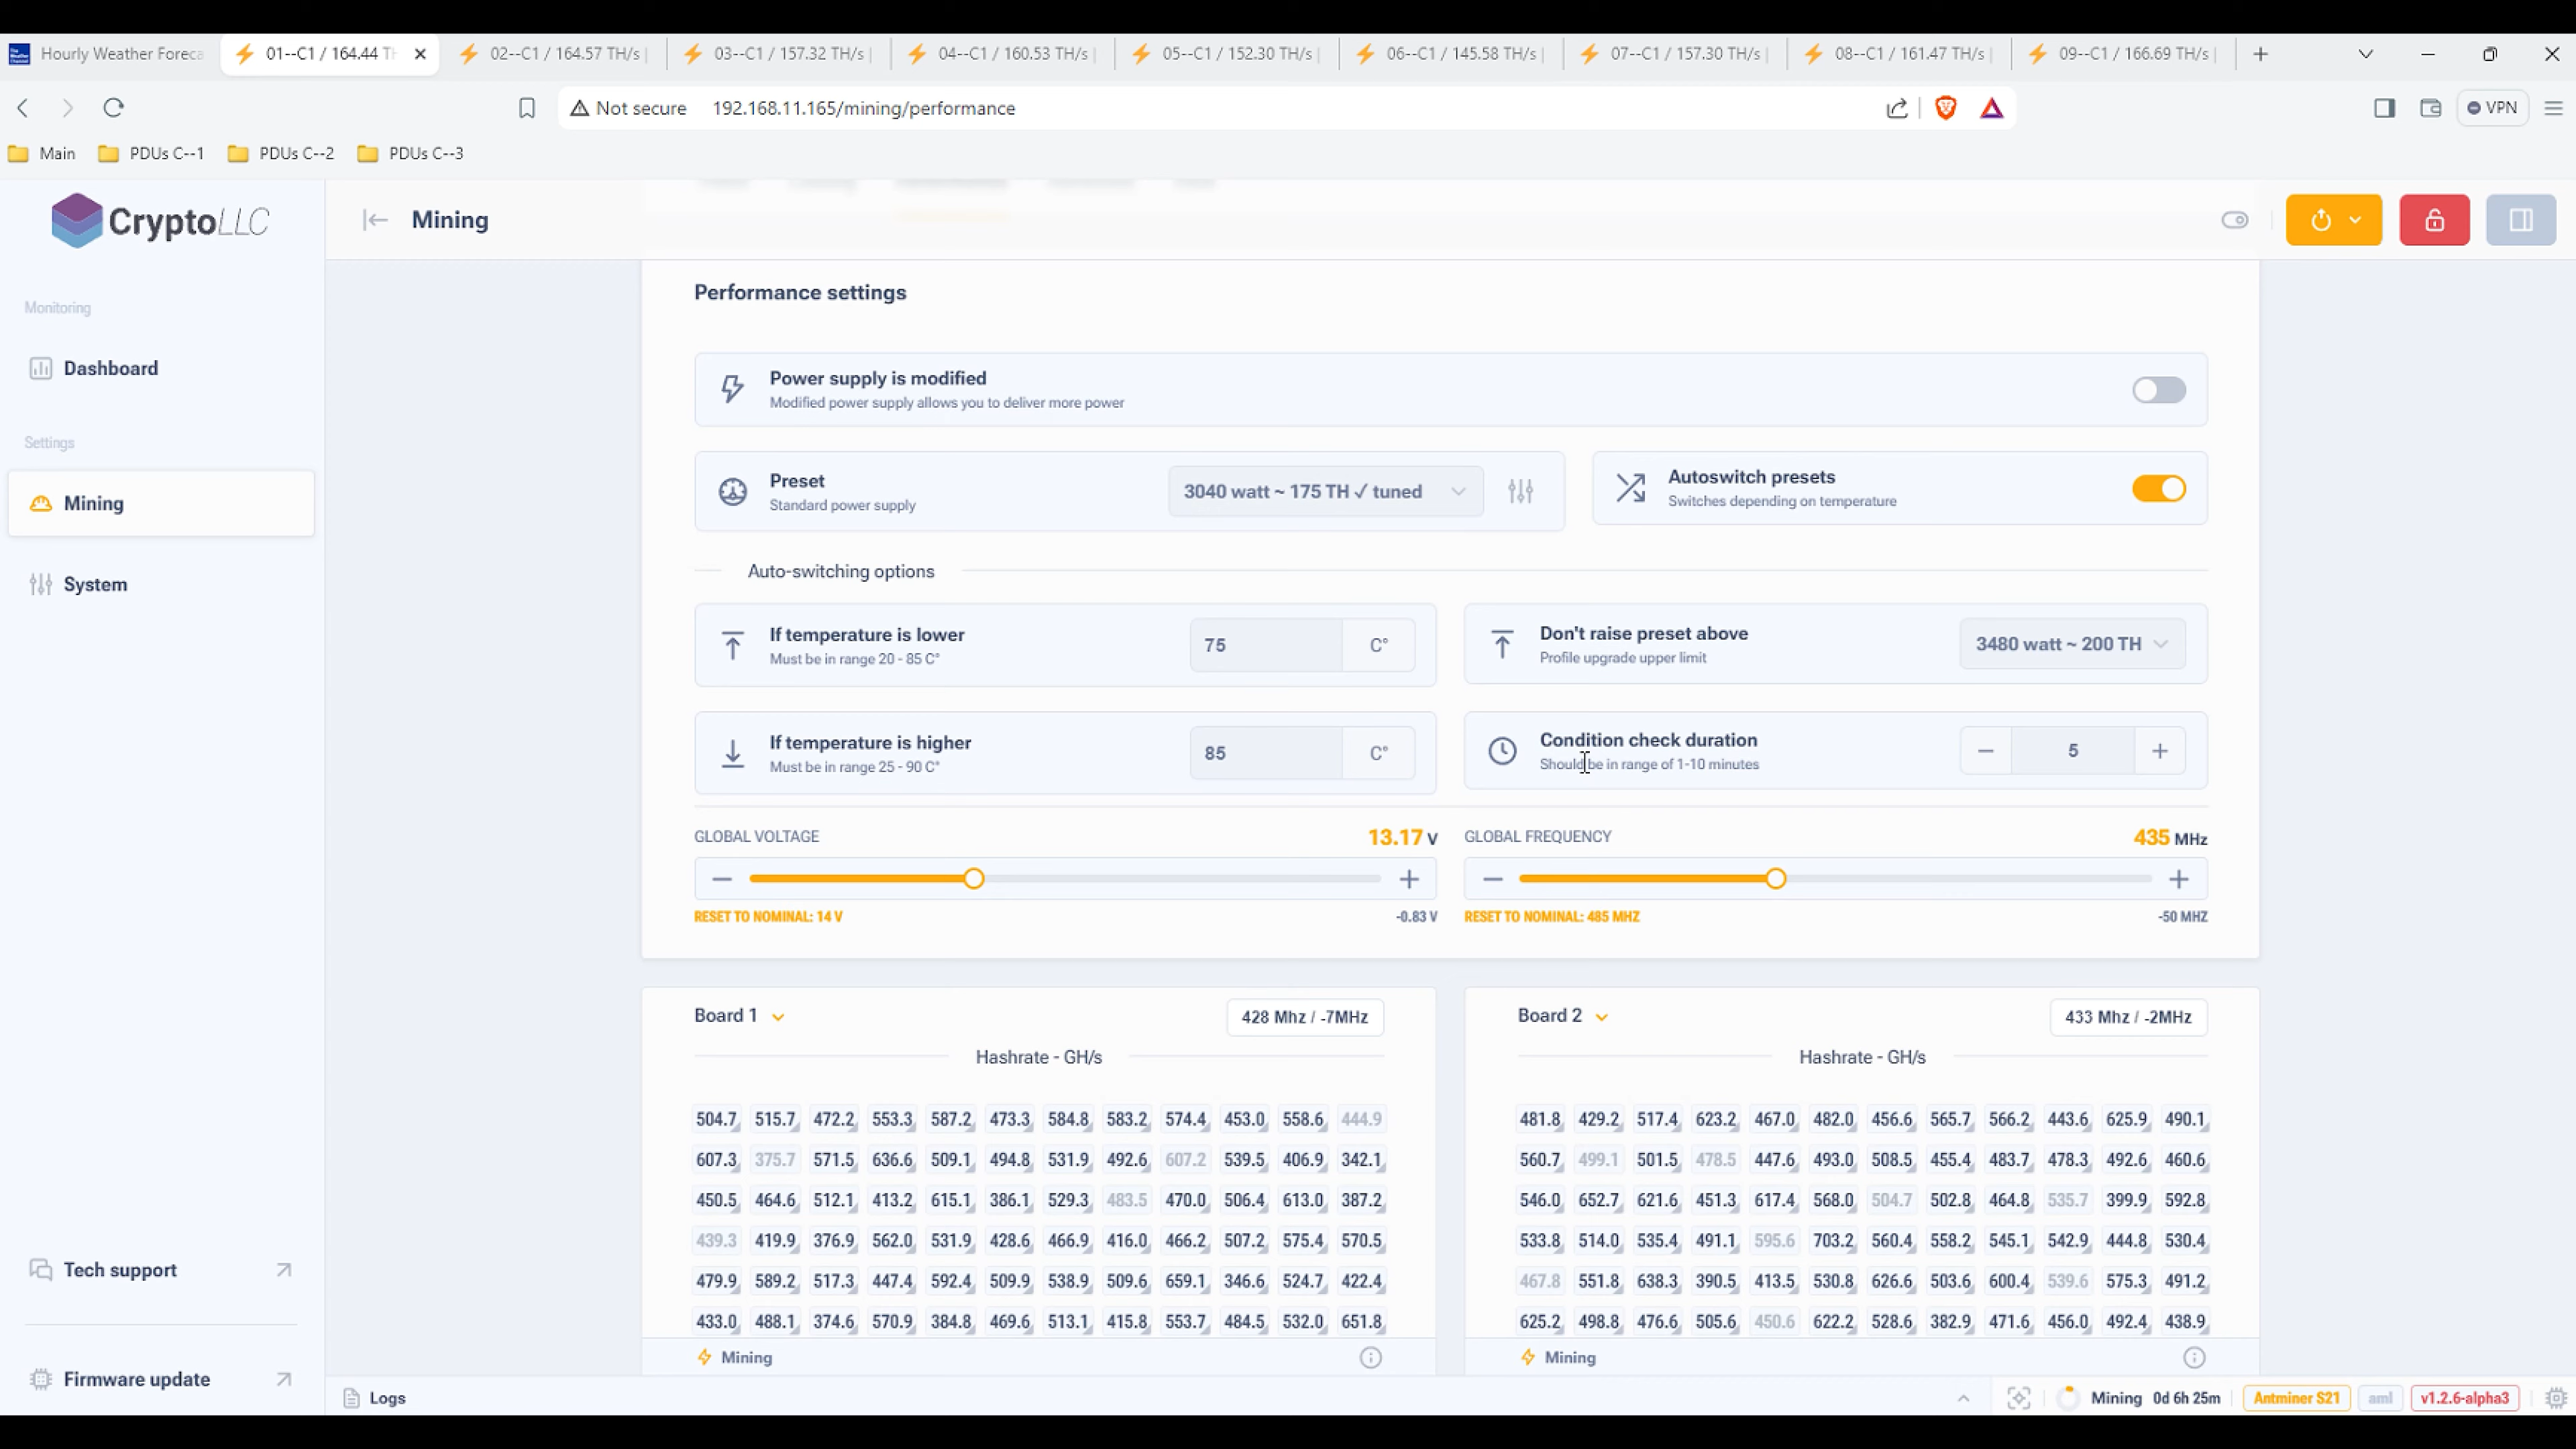 Hourly Weather Foreca
01--C1 / 164.44 TH
02--C1 / 164.57 TH/s |
03--C1 / 157.32 TH/s |
04--C1 / 160.53 TH/s |
05--C1 / 152.30 TH/s |
06--C1 / 145.58 TH/s |
07--C1 / 157.30 TH/s |
08--C1 / 161.47 TH/s |
09--C1 / 166.69 TH/s |
Not secure 192.168.11.165/mining/performance
VPN
Main PDUs C--1 PDUs C--2 PDUs C--3
CryptoLLC
Mining
Monitoring
Dashboard
Settings
Mining
System
Tech support
Firmware update
Performance settings
Power supply is modified
Modified power supply allows you to deliver more power
Preset
Standard power supply
3040 watt ~ 175 TH ✓ tuned
Autoswitch presets
Switches depending on temperature
Auto-switching options
If temperature is lower
Must be in range 20 - 85 C°
75 C°
Don't raise preset above
Profile upgrade upper limit
3480 watt ~ 200 TH
If temperature is higher
Must be in range 25 - 90 C°
85 C°
Condition check duration
Should be in range of 1-10 minutes
− 5 +
GLOBAL VOLTAGE 13.17 V
RESET TO NOMINAL: 14 V -0.83 V
GLOBAL FREQUENCY 435 MHz
RESET TO NOMINAL: 485 MHZ -50 MHZ
Board 1 428 Mhz / -7MHz
Hashrate - GH/s
504.7 515.7 472.2 553.3 587.2 473.3 584.8 583.2 574.4 453.0 558.6 444.9
607.3 375.7 571.5 636.6 509.1 494.8 531.9 492.6 607.2 539.5 406.9 342.1
450.5 464.6 512.1 413.2 615.1 386.1 529.3 483.5 470.0 506.4 613.0 387.2
439.3 419.9 376.9 562.0 531.9 428.6 466.9 416.0 466.2 507.2 575.4 570.5
479.9 589.2 517.3 447.4 592.4 509.9 538.9 509.6 659.1 346.6 524.7 422.4
433.0 488.1 374.6 570.9 384.8 469.6 513.1 415.8 553.7 484.5 532.0 651.8
Mining
Board 2 433 Mhz / -2MHz
Hashrate - GH/s
481.8 429.2 517.4 623.2 467.0 482.0 456.6 565.7 566.2 443.6 625.9 490.1
560.7 499.1 501.5 478.5 447.6 493.0 508.5 455.4 483.7 478.3 492.6 460.6
546.0 652.7 621.6 451.3 617.4 568.0 504.7 502.8 464.8 535.7 399.9 592.8
533.8 514.0 535.4 491.1 595.6 703.2 560.4 558.2 545.1 542.9 444.8 530.4
467.8 551.8 638.3 390.5 413.5 530.8 626.6 503.6 600.4 539.6 575.3 491.2
625.2 498.8 476.6 505.6 450.6 622.2 528.6 382.9 471.6 456.0 492.4 438.9
Mining
Logs
Mining 0d 6h 25m Antminer S21 aml v1.2.6-alpha3